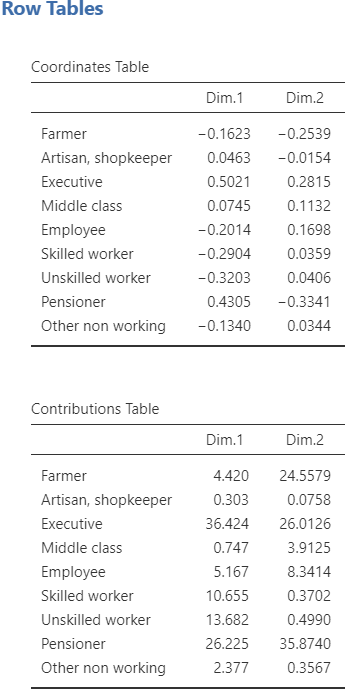 Row Tables
Coordinates Table
Dim.1 Dim.2
Farmer −0.1623 −0.2539
Artisan, shopkeeper 0.0463 −0.0154
Executive 0.5021 0.2815
Middle class 0.0745 0.1132
Employee −0.2014 0.1698
Skilled worker −0.2904 0.0359
Unskilled worker −0.3203 0.0406
Pensioner 0.4305 −0.3341
Other non working −0.1340 0.0344
Contributions Table
Dim.1 Dim.2
Farmer 4.420 24.5579
Artisan, shopkeeper 0.303 0.0758
Executive 36.424 26.0126
Middle class 0.747 3.9125
Employee 5.167 8.3414
Skilled worker 10.655 0.3702
Unskilled worker 13.682 0.4990
Pensioner 26.225 35.8740
Other non working 2.377 0.3567